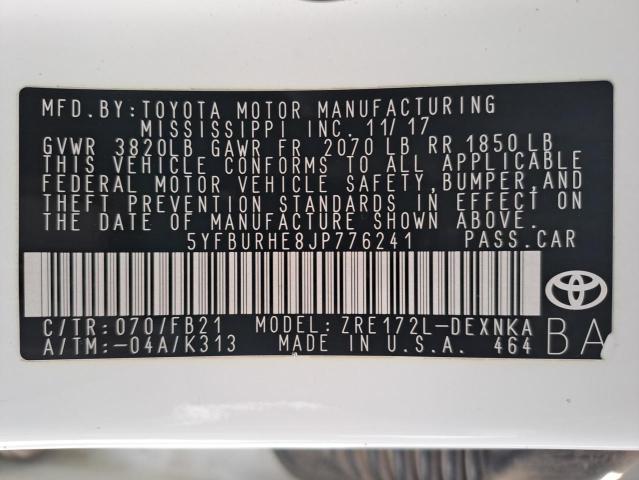 MFD.BY:TOYOTA MOTOR MANUFACTURING
MISSISSIPPI INC. 11/17
GVWR 3820LB GAWR FR 2070 LB RR 1850 LB
THIS VEHICLE CONFORMS TO ALL APPLICABLE
FEDERAL MOTOR VEHICLE SAFETY,BUMPER,AND
THEFT PREVENTION STANDARDS IN EFFECT ON
THE DATE OF MANUFACTURE SHOWN ABOVE.
5YFBURHE8JP776241 PASS.CAR
C/TR:070/FB21 MODEL:ZRE172L-DEXNKA
A/TM:-04A/K313 MADE IN U.S.A. 464
BA